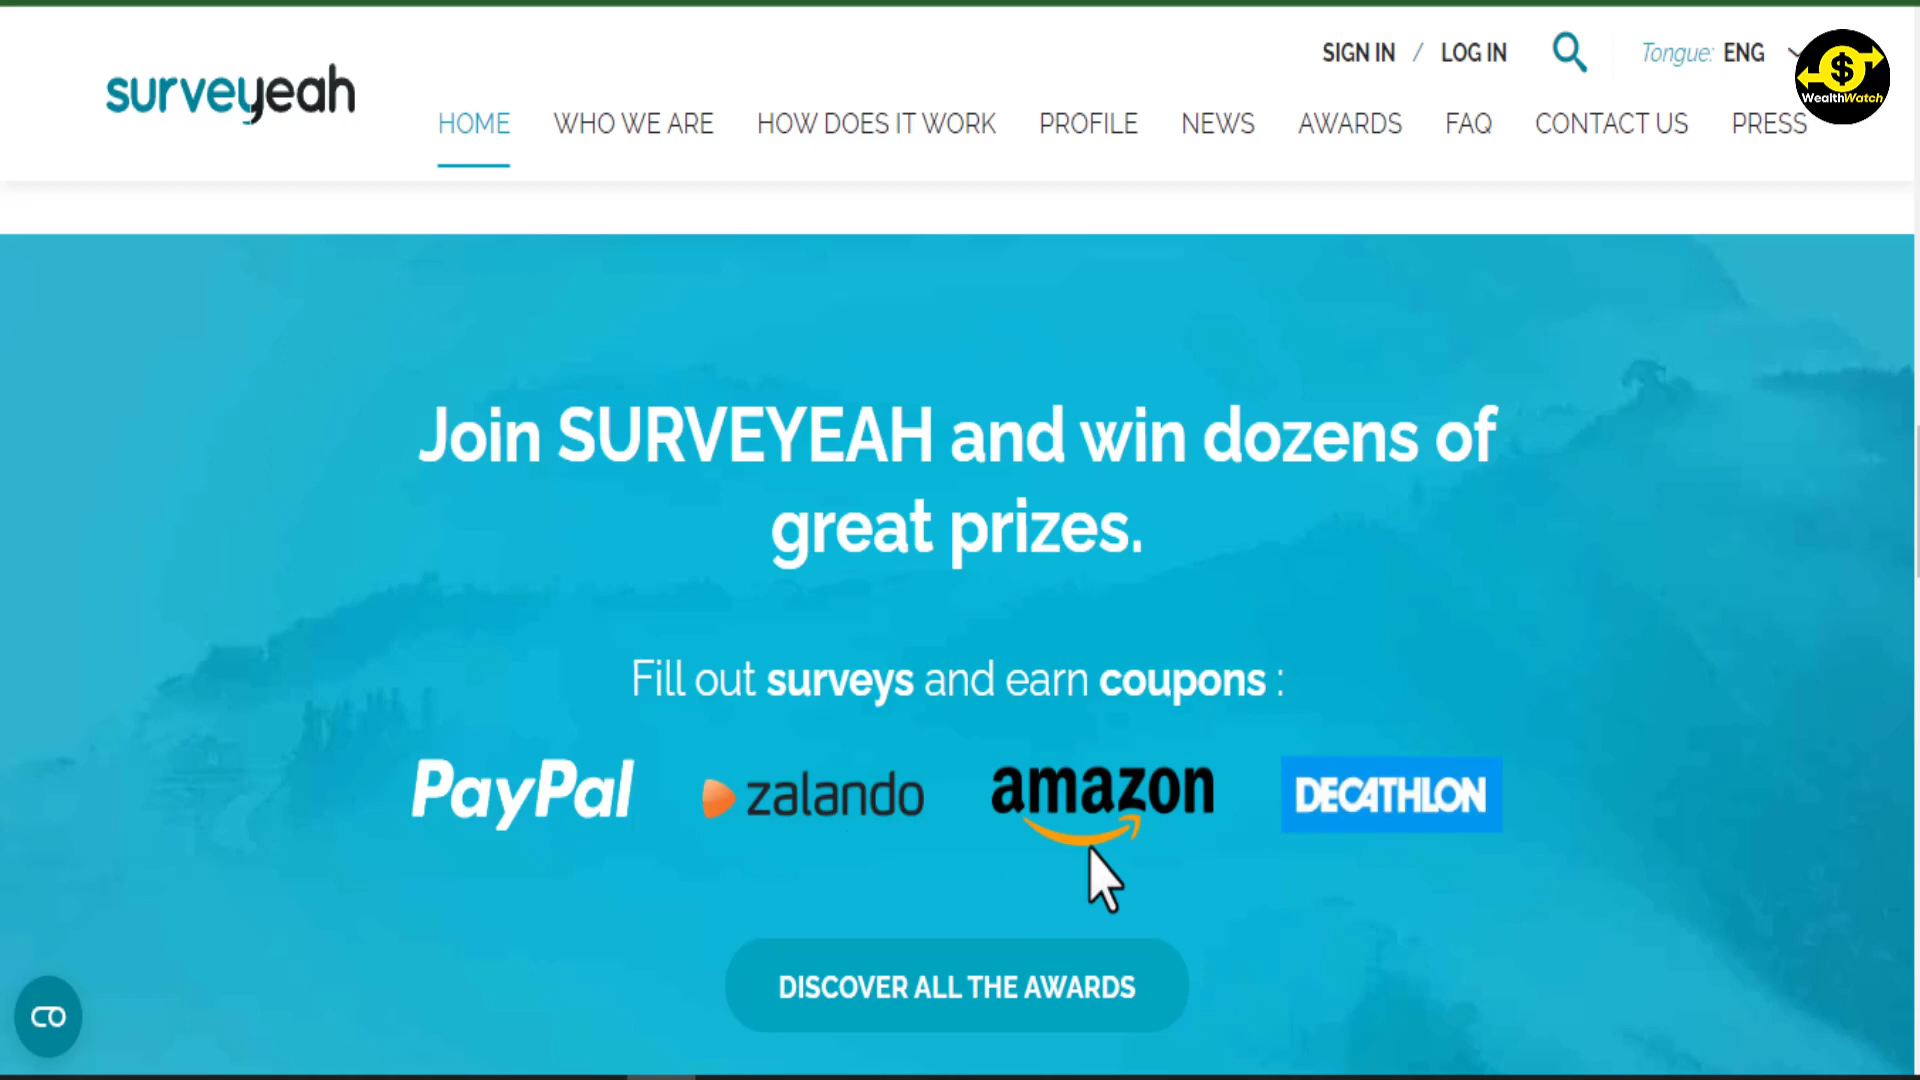 SIGN IN / LOG IN Tongue: ENG
surveyeah
WealthWatch
HOME WHO WE ARE HOW DOES IT WORK PROFILE NEWS AWARDS FAQ CONTACT US PRESS
Join SURVEYEAH and win dozens of
great prizes.
Fill out surveys and earn coupons :
PayPal zalando amazon DECATHLON
DISCOVER ALL THE AWARDS